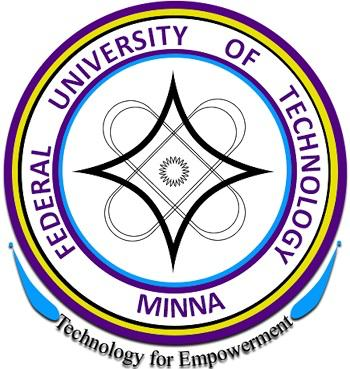 FEDERAL UNIVERSITY OF TECHNOLOGY
MINNA
Technology for Empowerment